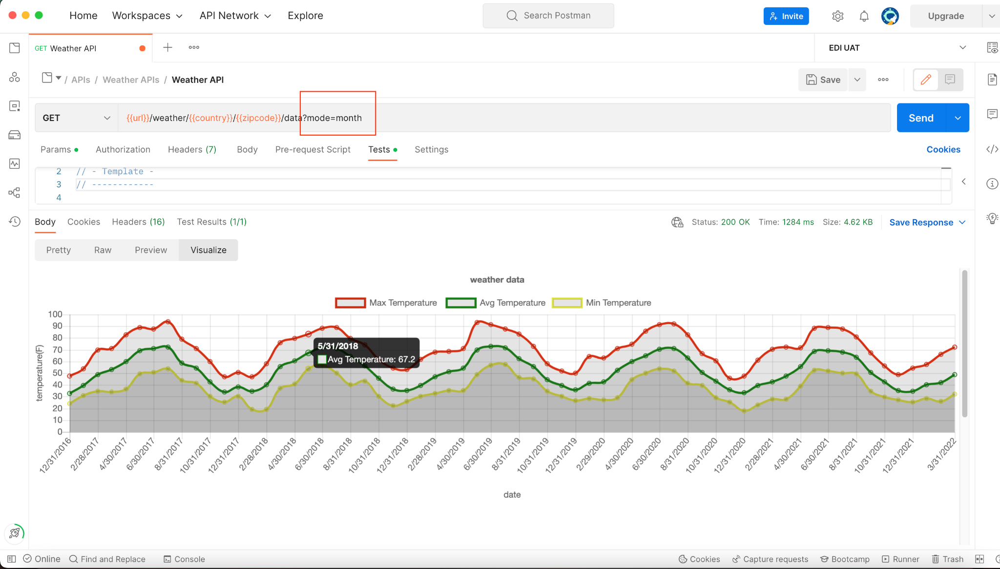 Home Workspaces API Network Explore Search Postman Invite Upgrade
GET Weather API EDI UAT
/ APIs / Weather APIs / Weather API Save
GET {{url}}/weather/{{country}}/{{zipcode}}/data?mode=month Send
Params Authorization Headers (7) Body Pre-request Script Tests Settings Cookies
2 // - Template -
3 // ------------
4
Body Cookies Headers (16) Test Results (1/1) Status: 200 OK Time: 1284 ms Size: 4.62 KB Save Response
Pretty Raw Preview Visualize
weather data
Max Temperature Avg Temperature Min Temperature
temperature(F)
100
90
80
70
60
50
40
30
20
10
0
5/31/2018
Avg Temperature: 67.2
12/31/2016 2/28/2017 4/30/2017 6/30/2017 8/31/2017 10/31/2017 12/31/2017 2/28/2018 4/30/2018 6/30/2018 8/31/2018 10/31/2018 12/31/2018 2/28/2019 4/30/2019 6/30/2019 8/31/2019 10/31/2019 12/31/2019 2/29/2020 4/30/2020 6/30/2020 8/31/2020 10/31/2020 12/31/2020 2/28/2021 4/30/2021 6/30/2021 8/31/2021 10/31/2021 12/31/2021 3/31/2022
date
Online Find and Replace Console Cookies Capture requests Bootcamp Runner Trash